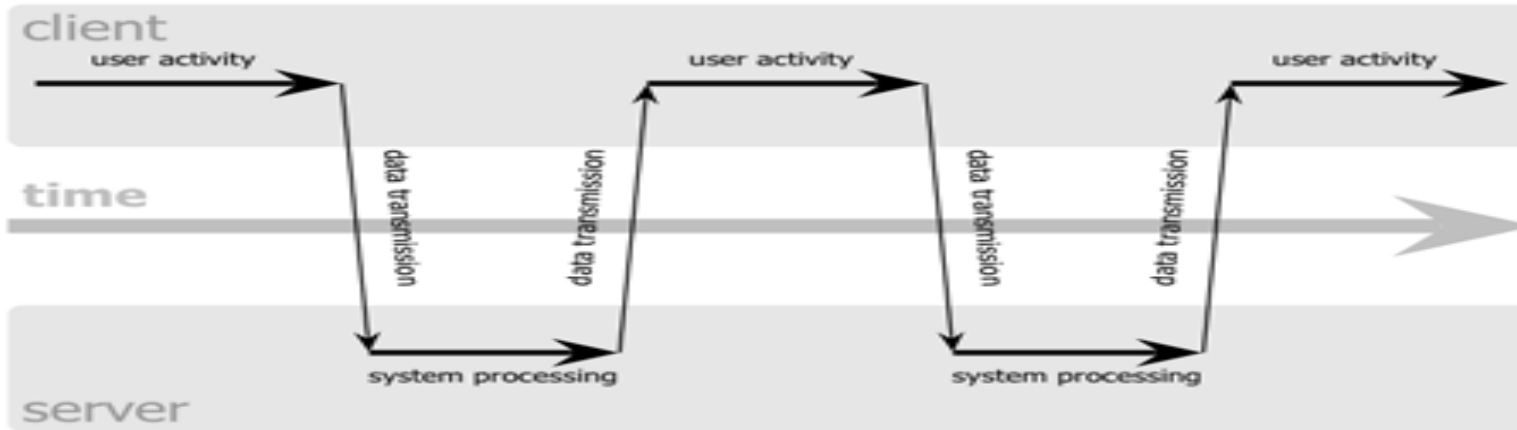 client
user activity
user activity
user activity
data transmission
data transmission
data transmission
data transmission
time
system processing
system processing
server